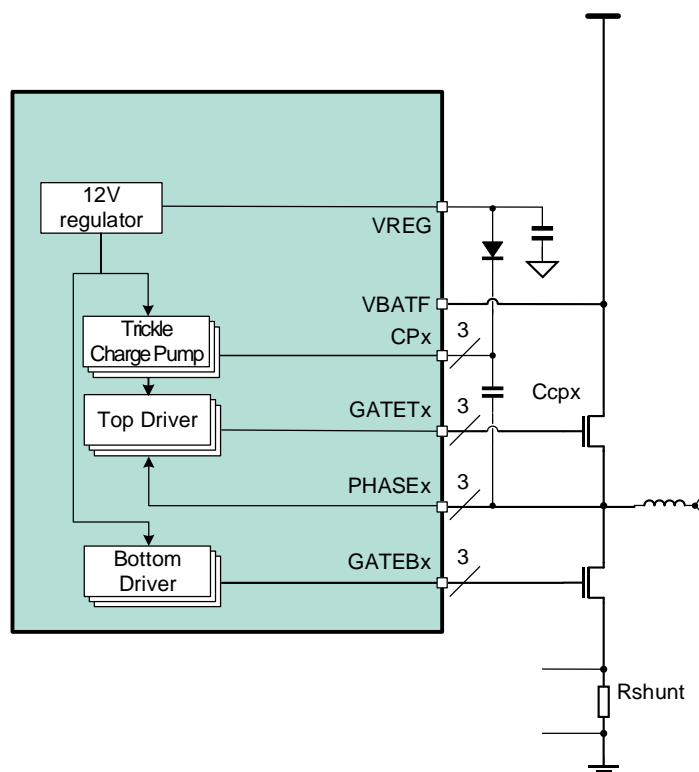 12V
regulator
VREG
VBATF
CPx
3
Trickle
Charge Pump
Ccpx
GATETx
3
Top Driver
PHASEx
3
GATEBx
3
Bottom
Driver
Rshunt